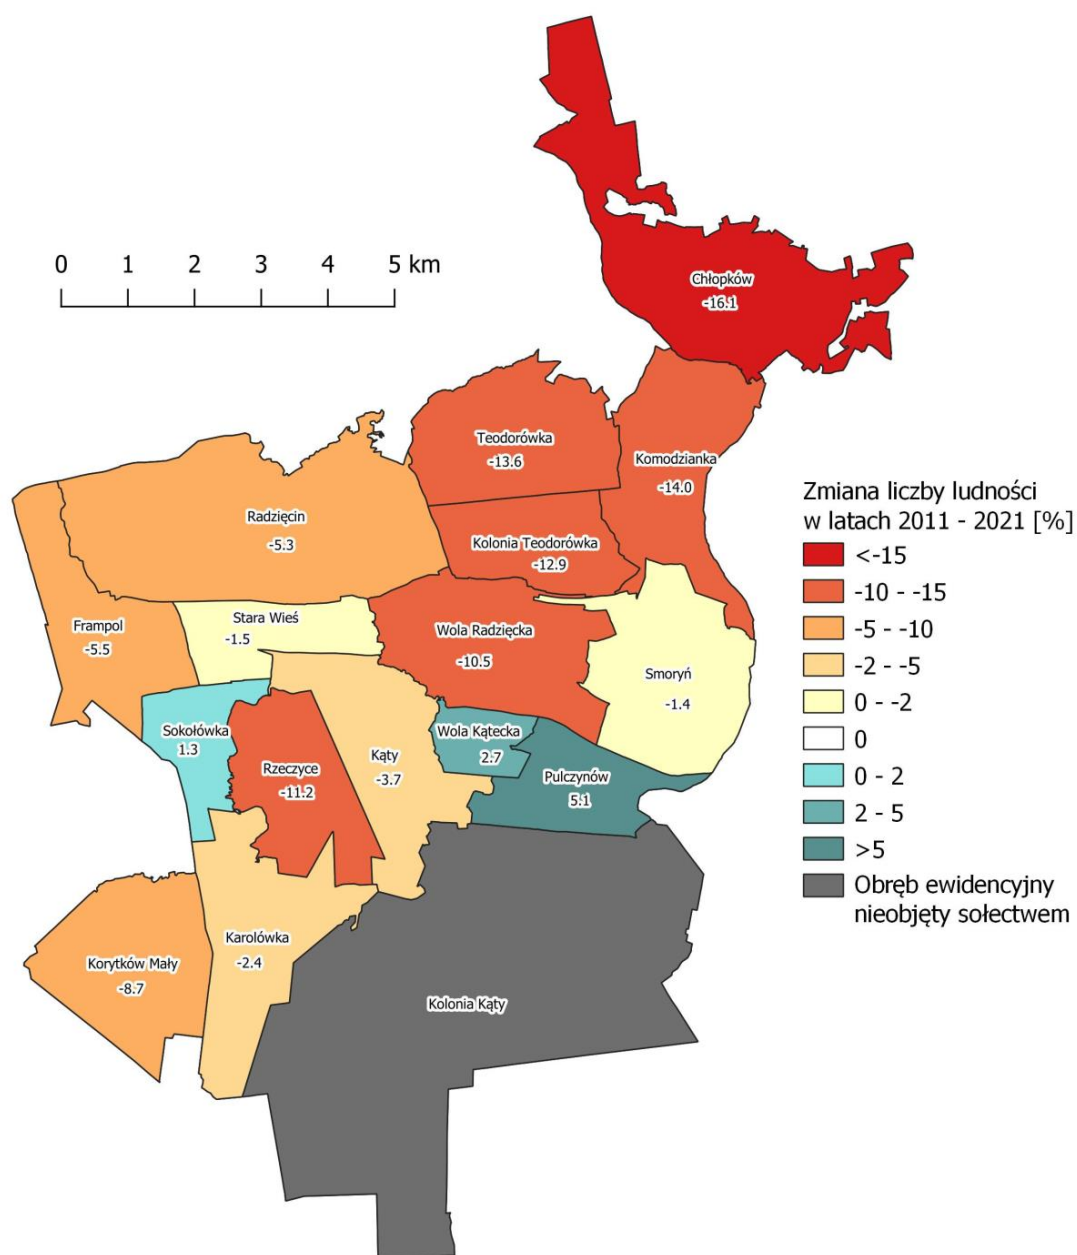 0 1 2 3 4 5 km
Chłopków
-16.1
Teodorówka
-13.6
Komodzianka
-14.0
Radzięcin
-5.3
Kolonia Teodorówka
-12.9
Frampol
-5.5
Stara Wieś
-1.5
Wola Radzięcka
-10.5
Smoryń
-1.4
Sokołówka
1.3
Rzeczyce
-11.2
Kąty
-3.7
Wola Kątecka
2.7
Pulczynów
5.1
Karolówka
-2.4
Korytków Mały
-8.7
Kolonia Kąty
Zmiana liczby ludności
w latach 2011 - 2021 [%]
<-15
-10 - -15
-5 - -10
-2 - -5
0 - -2
0
0 - 2
2 - 5
>5
Obręb ewidencyjny
nieobjęty sołectwem